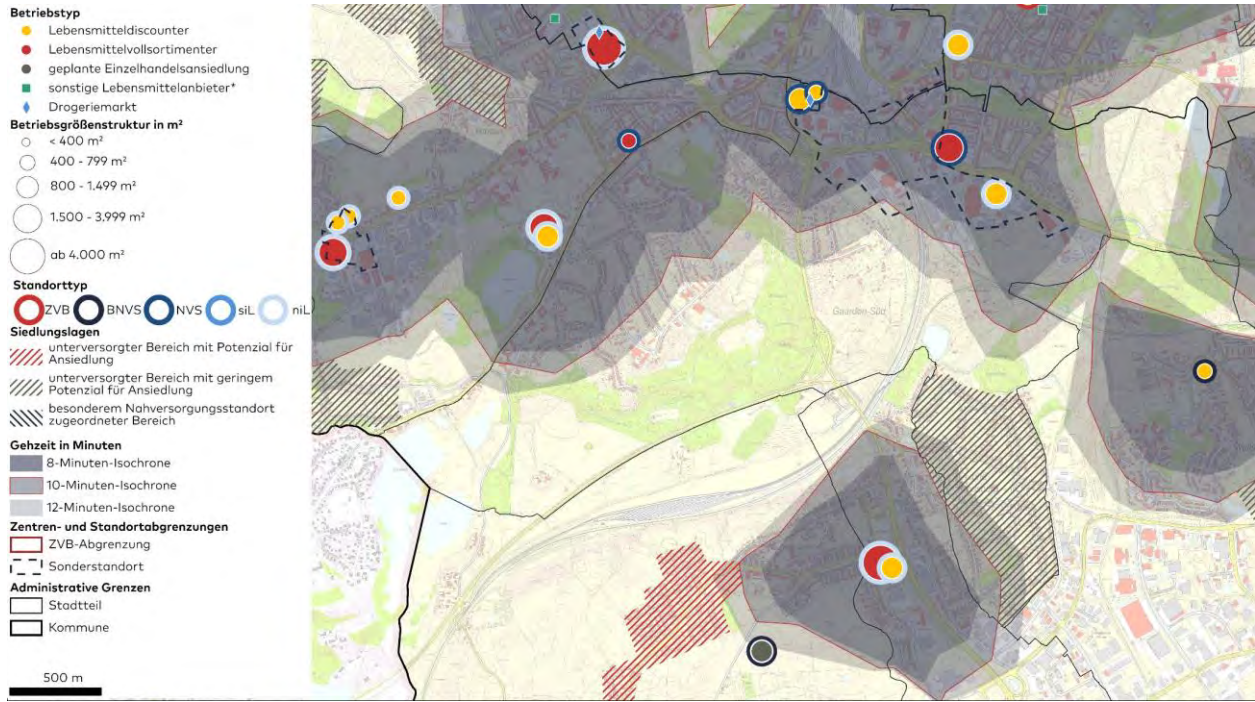 Betriebstyp
Lebensmitteldiscounter
Lebensmittelvollsortimenter
geplante Einzelhandelsansiedlung
sonstige Lebensmittelanbieter*
Drogeriemarkt
Betriebsgrößenstruktur in m²
< 400 m²
400 - 799 m²
800 - 1.499 m²
1.500 - 3.999 m²
ab 4.000 m²
Standorttyp
ZVB BNVS NVS siL niL
Siedlungslagen
unterversorgter Bereich mit Potenzial für
Ansiedlung
unterversorgter Bereich mit geringem
Potenzial für Ansiedlung
besonderem Nahversorgungsstandort
zugeordneter Bereich
Gehzeit in Minuten
8-Minuten-Isochrone
10-Minuten-Isochrone
12-Minuten-Isochrone
Zentren- und Standortabgrenzungen
ZVB-Abgrenzung
Sonderstandort
Administrative Grenzen
Stadtteil
Kommune
500 m
Gaarden-Süd